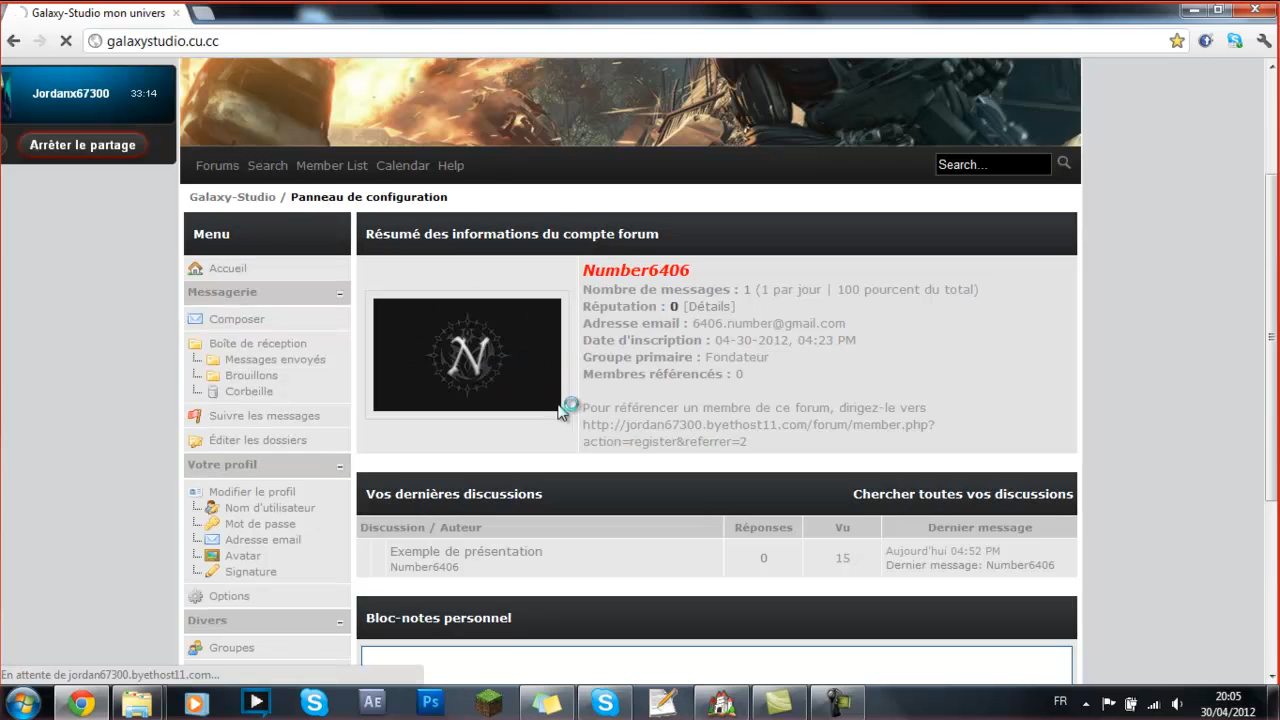 Galaxy-Studio mon univers
galaxystudio.cu.cc
Jordanx67300 33:14
Arrêter le partage
Forums Search Member List Calendar Help
Search...
Galaxy-Studio / Panneau de configuration
Menu
Accueil
Messagerie
Composer
Boîte de réception
Messages envoyés
Brouillons
Corbeille
Suivre les messages
Éditer les dossiers
Votre profil
Modifier le profil
Nom d'utilisateur
Mot de passe
Adresse email
Avatar
Signature
Options
Divers
Groupes
Résumé des informations du compte forum
N
Number6406
Nombre de messages : 1 (1 par jour | 100 pourcent du total)
Réputation : 0 [Détails]
Adresse email : 6406.number@gmail.com
Date d'inscription : 04-30-2012, 04:23 PM
Groupe primaire : Fondateur
Membres référencés : 0
Pour référencer un membre de ce forum, dirigez-le vers
http://jordan67300.byethost11.com/forum/member.php?
action=register&referrer=2
Vos dernières discussions Chercher toutes vos discussions
Discussion / Auteur Réponses Vu Dernier message
Exemple de présentation
Number6406
0 15
Aujourd'hui 04:52 PM
Dernier message: Number6406
Bloc-notes personnel
En attente de jordan67300.byethost11.com...
Ae Ps
FR
20:05
30/04/2012